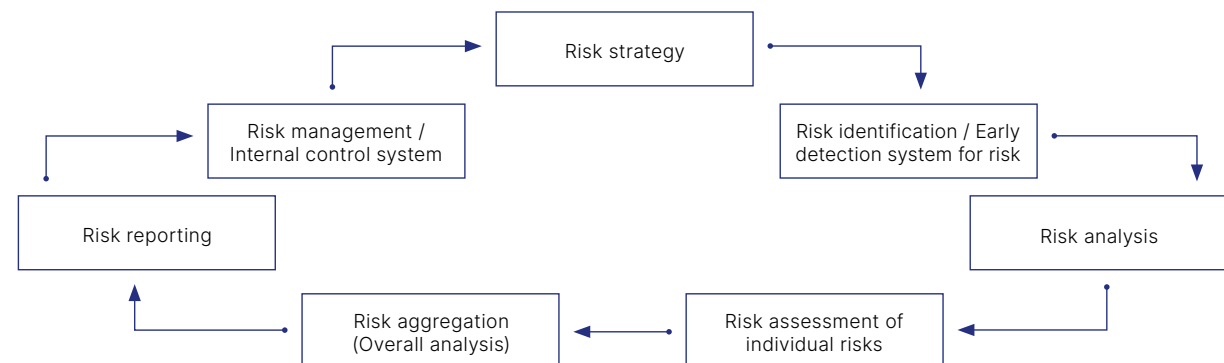 Risk strategy
Risk management /
Internal control system
Risk identification / Early
detection system for risk
Risk reporting
Risk analysis
Risk aggregation
(Overall analysis)
Risk assessment of
individual risks